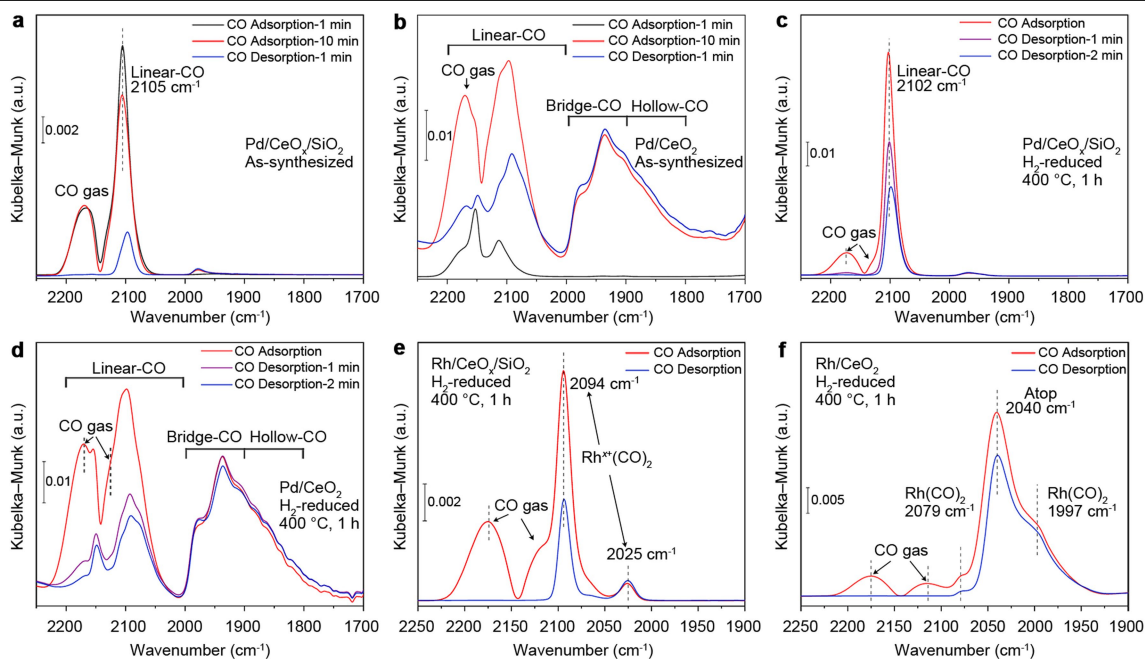 a
CO Adsorption-1 min
CO Adsorption-10 min
CO Desorption-1 min
Linear-CO
2105 cm⁻¹
0.002
Pd/CeOₓ/SiO₂
As-synthesized
CO gas
Kubelka–Munk (a.u.)
2200 2100 2000 1900 1800 1700
Wavenumber (cm⁻¹)
b
CO Adsorption-1 min
CO Adsorption-10 min
CO Desorption-1 min
Linear-CO
CO gas
Bridge-CO Hollow-CO
0.01
Pd/CeO₂
As-synthesized
Kubelka–Munk (a.u.)
2200 2100 2000 1900 1800 1700
Wavenumber (cm⁻¹)
c
CO Adsorption
CO Desorption-1 min
CO Desorption-2 min
Linear-CO
2102 cm⁻¹
0.01
Pd/CeOₓ/SiO₂
H₂-reduced
400 °C, 1 h
CO gas
Kubelka–Munk (a.u.)
2200 2100 2000 1900 1800 1700
Wavenumber (cm⁻¹)
d
CO Adsorption
CO Desorption-1 min
CO Desorption-2 min
Linear-CO
CO gas
Bridge-CO Hollow-CO
0.01
Pd/CeO₂
H₂-reduced
400 °C, 1 h
Kubelka–Munk (a.u.)
2200 2100 2000 1900 1800 1700
Wavenumber (cm⁻¹)
e
Rh/CeOₓ/SiO₂
H₂-reduced
400 °C, 1 h
CO Adsorption
CO Desorption
2094 cm⁻¹
Rhˣ⁺(CO)₂
0.002
CO gas
2025 cm⁻¹
Kubelka–Munk (a.u.)
2250 2200 2150 2100 2050 2000 1950 1900
Wavenumber (cm⁻¹)
f
Rh/CeO₂
H₂-reduced
400 °C, 1 h
CO Adsorption
CO Desorption
Atop
2040 cm⁻¹
0.005
Rh(CO)₂
2079 cm⁻¹
Rh(CO)₂
1997 cm⁻¹
CO gas
Kubelka–Munk (a.u.)
2250 2200 2150 2100 2050 2000 1950 1900
Wavenumber (cm⁻¹)